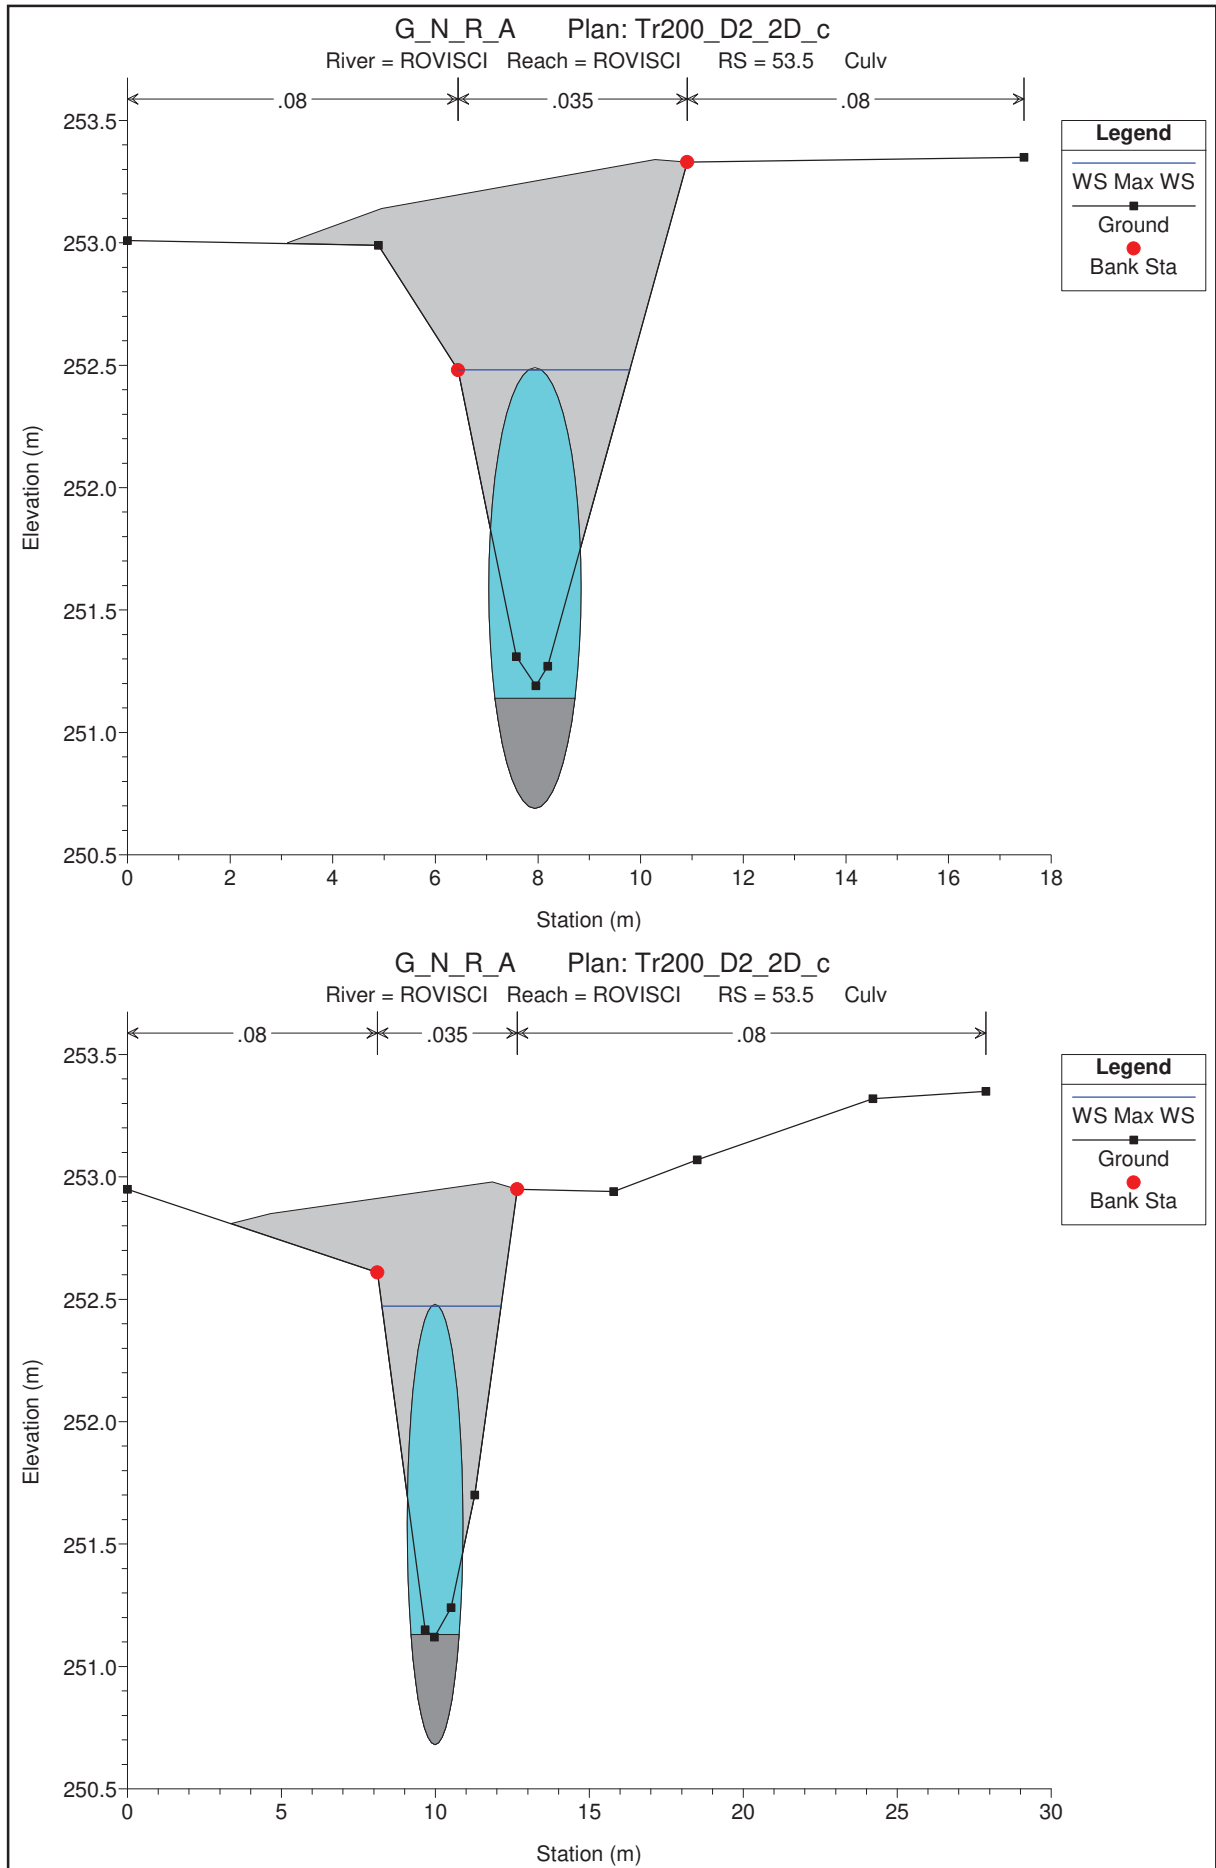 G_N_R_A Plan: Tr200_D2_2D_c
River = ROVISCI Reach = ROVISCI RS = 53.5 Culv
.08 .035 .08
253.5
253.0
252.5
252.0
251.5
251.0
250.5
Elevation (m)
0 2 4 6 8 10 12 14 16 18
Station (m)
Legend
WS Max WS
Ground
Bank Sta
G_N_R_A Plan: Tr200_D2_2D_c
River = ROVISCI Reach = ROVISCI RS = 53.5 Culv
.08 .035 .08
253.5
253.0
252.5
252.0
251.5
251.0
250.5
Elevation (m)
0 5 10 15 20 25 30
Station (m)
Legend
WS Max WS
Ground
Bank Sta